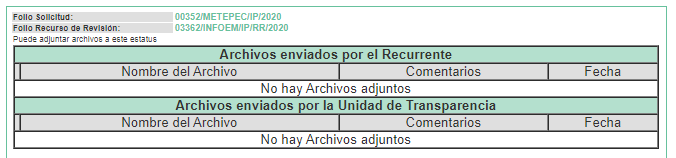 Folio Solicitud: 00352/METEPEC/IP/2020
Folio Recurso de Revisión: 03362/INFOEM/IP/RR/2020
Puede adjuntar archivos a este estatus
Archivos enviados por el Recurrente
Nombre del Archivo Comentarios Fecha
No hay Archivos adjuntos
Archivos enviados por la Unidad de Transparencia
Nombre del Archivo Comentarios Fecha
No hay Archivos adjuntos